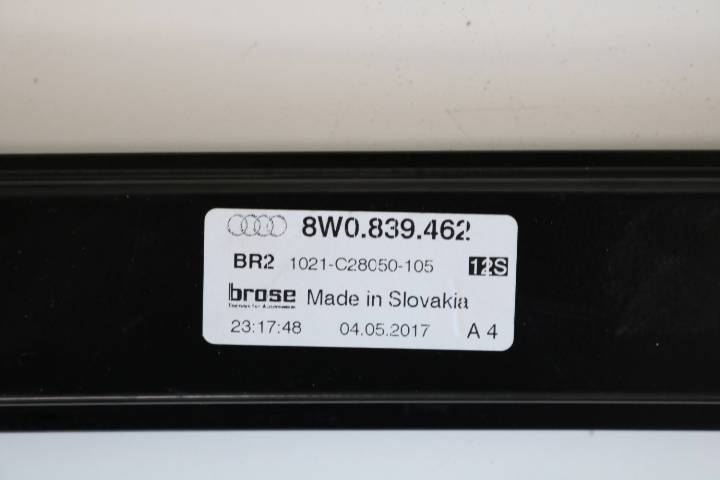 8W0.839.462
BR2 1021-C28050-105 12S
brose Made in Slovakia
23:17:48 04.05.2017 A 4